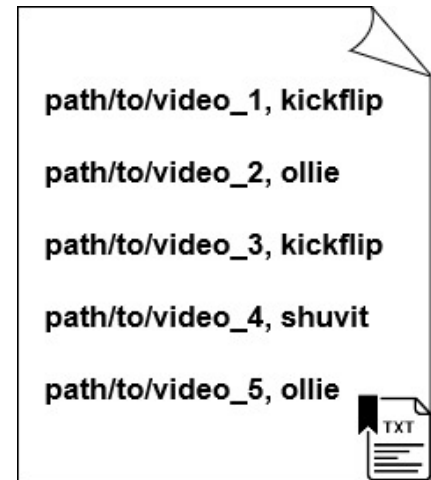 path/to/video_1, kickflip
path/to/video_2, ollie
path/to/video_3, kickflip
path/to/video_4, shuvit
path/to/video_5, ollie
TXT